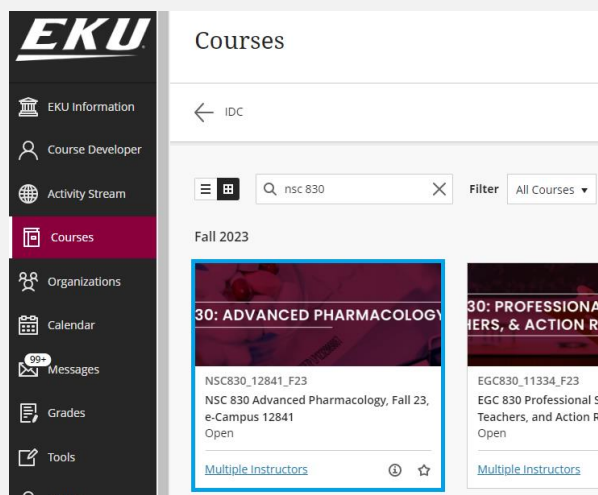 EKU
Courses
EKU Information
IDC
Course Developer
Activity Stream
nsc 830
Filter
All Courses
Courses
Fall 2023
Organizations
30: ADVANCED PHARMACOLOGY
30: PROFESSIONA
HERS, & ACTION R
Calendar
99+
Messages
NSC830_12841_F23
EGC830_11334_F23
NSC 830 Advanced Pharmacology, Fall 23,
e-Campus 12841
EGC 830 Professional S
Teachers, and Action R
Grades
Open
Open
Tools
Multiple Instructors
Multiple Instructors